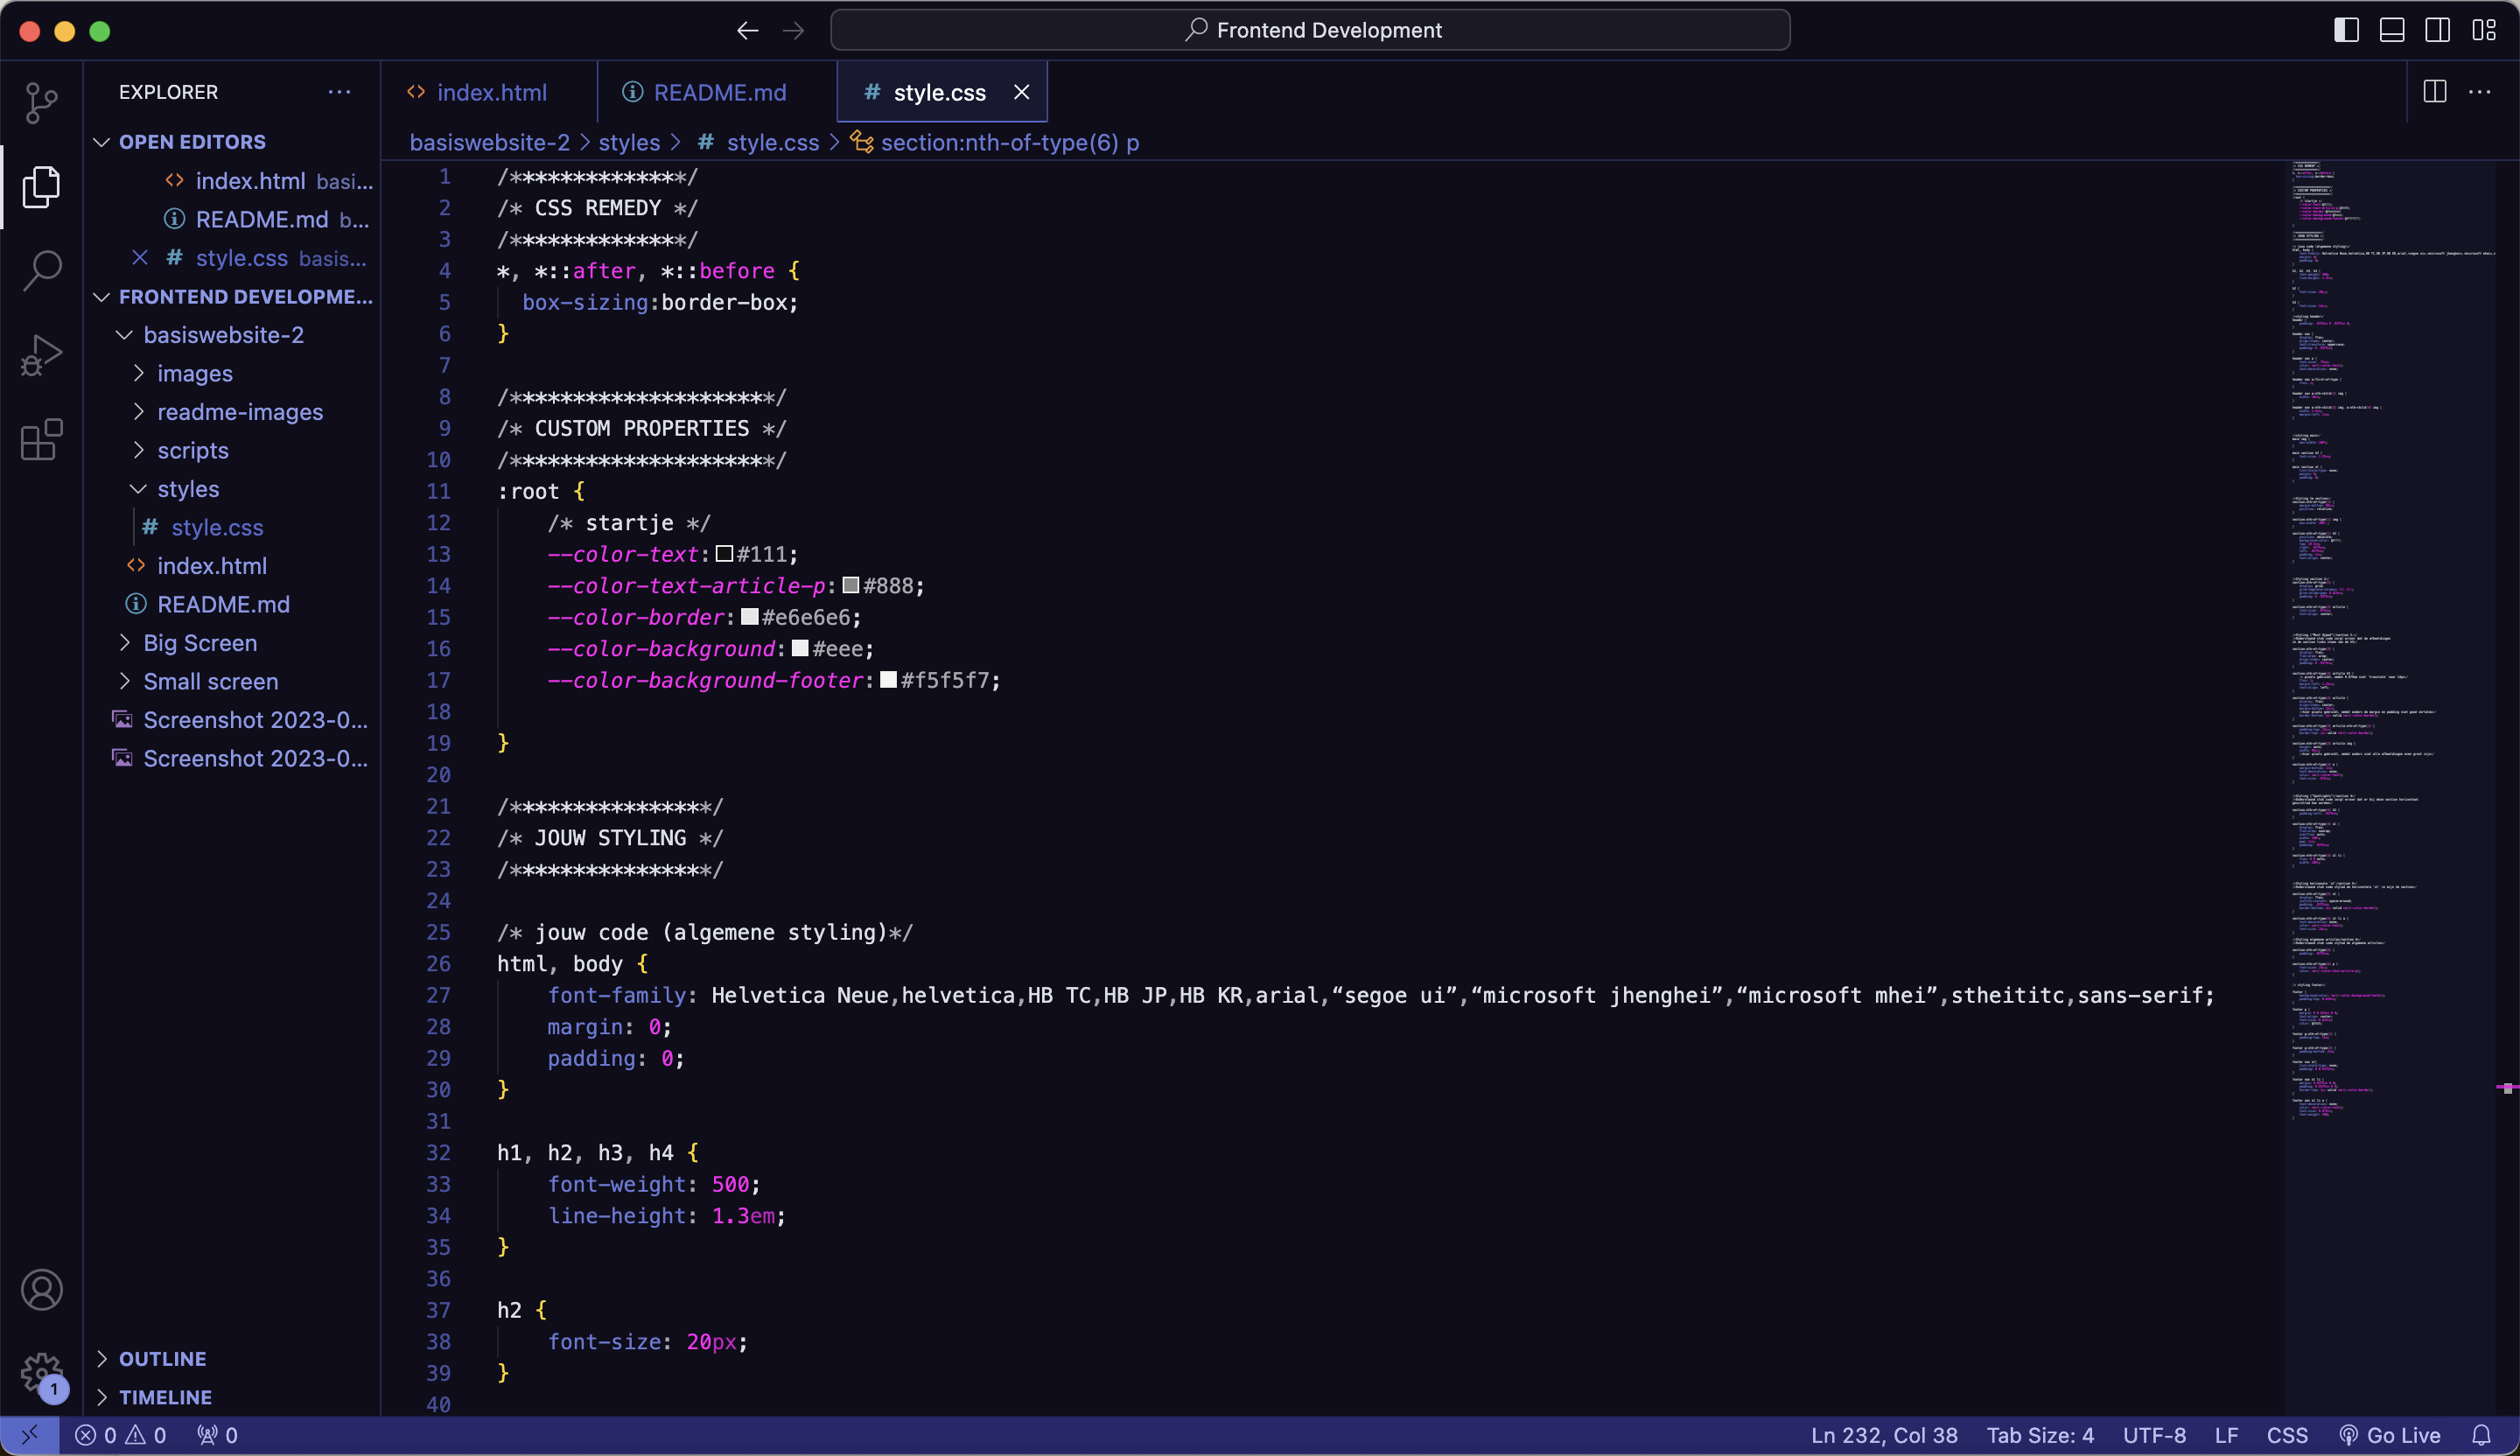 Frontend Development
EXPLORER
OPEN EDITORS
index.html basi...
README.md b...
style.css basis...
FRONTEND DEVELOPME...
basiswebsite-2
images
readme-images
scripts
styles
# style.css
index.html
README.md
Big Screen
Small screen
Screenshot 2023-0...
Screenshot 2023-0...
OUTLINE
TIMELINE
1
index.html
README.md
# style.css
basiswebsite-2 > styles > # style.css > section:nth-of-type(6) p
1 /**************/
2 /* CSS REMEDY */
3 /**************/
4 *, *::after, *::before {
5 box-sizing:border-box;
6 }
7
8 /*********************/
9 /* CUSTOM PROPERTIES */
10 /*********************/
11 :root {
12 /* startje */
13 --color-text:#111;
14 --color-text-article-p:#888;
15 --color-border:#e6e6e6;
16 --color-background:#eee;
17 --color-background-footer:#f5f5f7;
18
19 }
20
21 /****************/
22 /* JOUW STYLING */
23 /****************/
24
25 /* jouw code (algemene styling)*/
26 html, body {
27 font-family: Helvetica Neue,helvetica,HB TC,HB JP,HB KR,arial,“segoe ui”,“microsoft jhenghei”,“microsoft mhei”,stheititc,sans-serif;
28 margin: 0;
29 padding: 0;
30 }
31
32 h1, h2, h3, h4 {
33 font-weight: 500;
34 line-height: 1.3em;
35 }
36
37 h2 {
38 font-size: 20px;
39 }
40
0 0 0
Ln 232, Col 38 Tab Size: 4 UTF-8 LF CSS Go Live